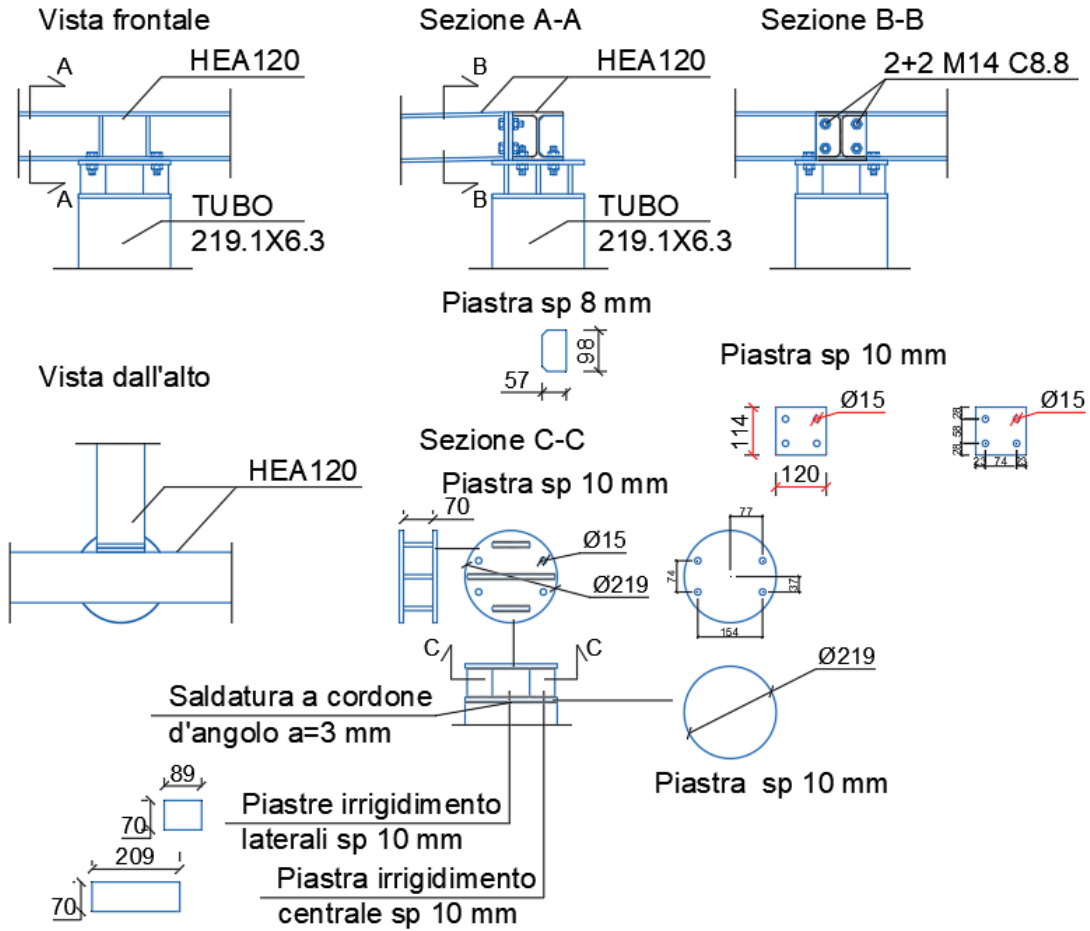 Vista frontale
Sezione A-A
Sezione B-B
A
HEA120
B
HEA120
2+2 M14 C8.8
A
TUBO
219.1X6.3
B
TUBO
219.1X6.3
Piastra sp 8 mm
98
57
Piastra sp 10 mm
Ø15
114
120
28
58
28
Ø15
23
74
23
Vista dall'alto
HEA120
Sezione C-C
Piastra sp 10 mm
70
Ø15
Ø219
77
74
37
154
C
C
Saldatura a cordone
d'angolo a=3 mm
Ø219
Piastra sp 10 mm
89
70
Piastre irrigidimento
laterali sp 10 mm
209
70
Piastra irrigidimento
centrale sp 10 mm